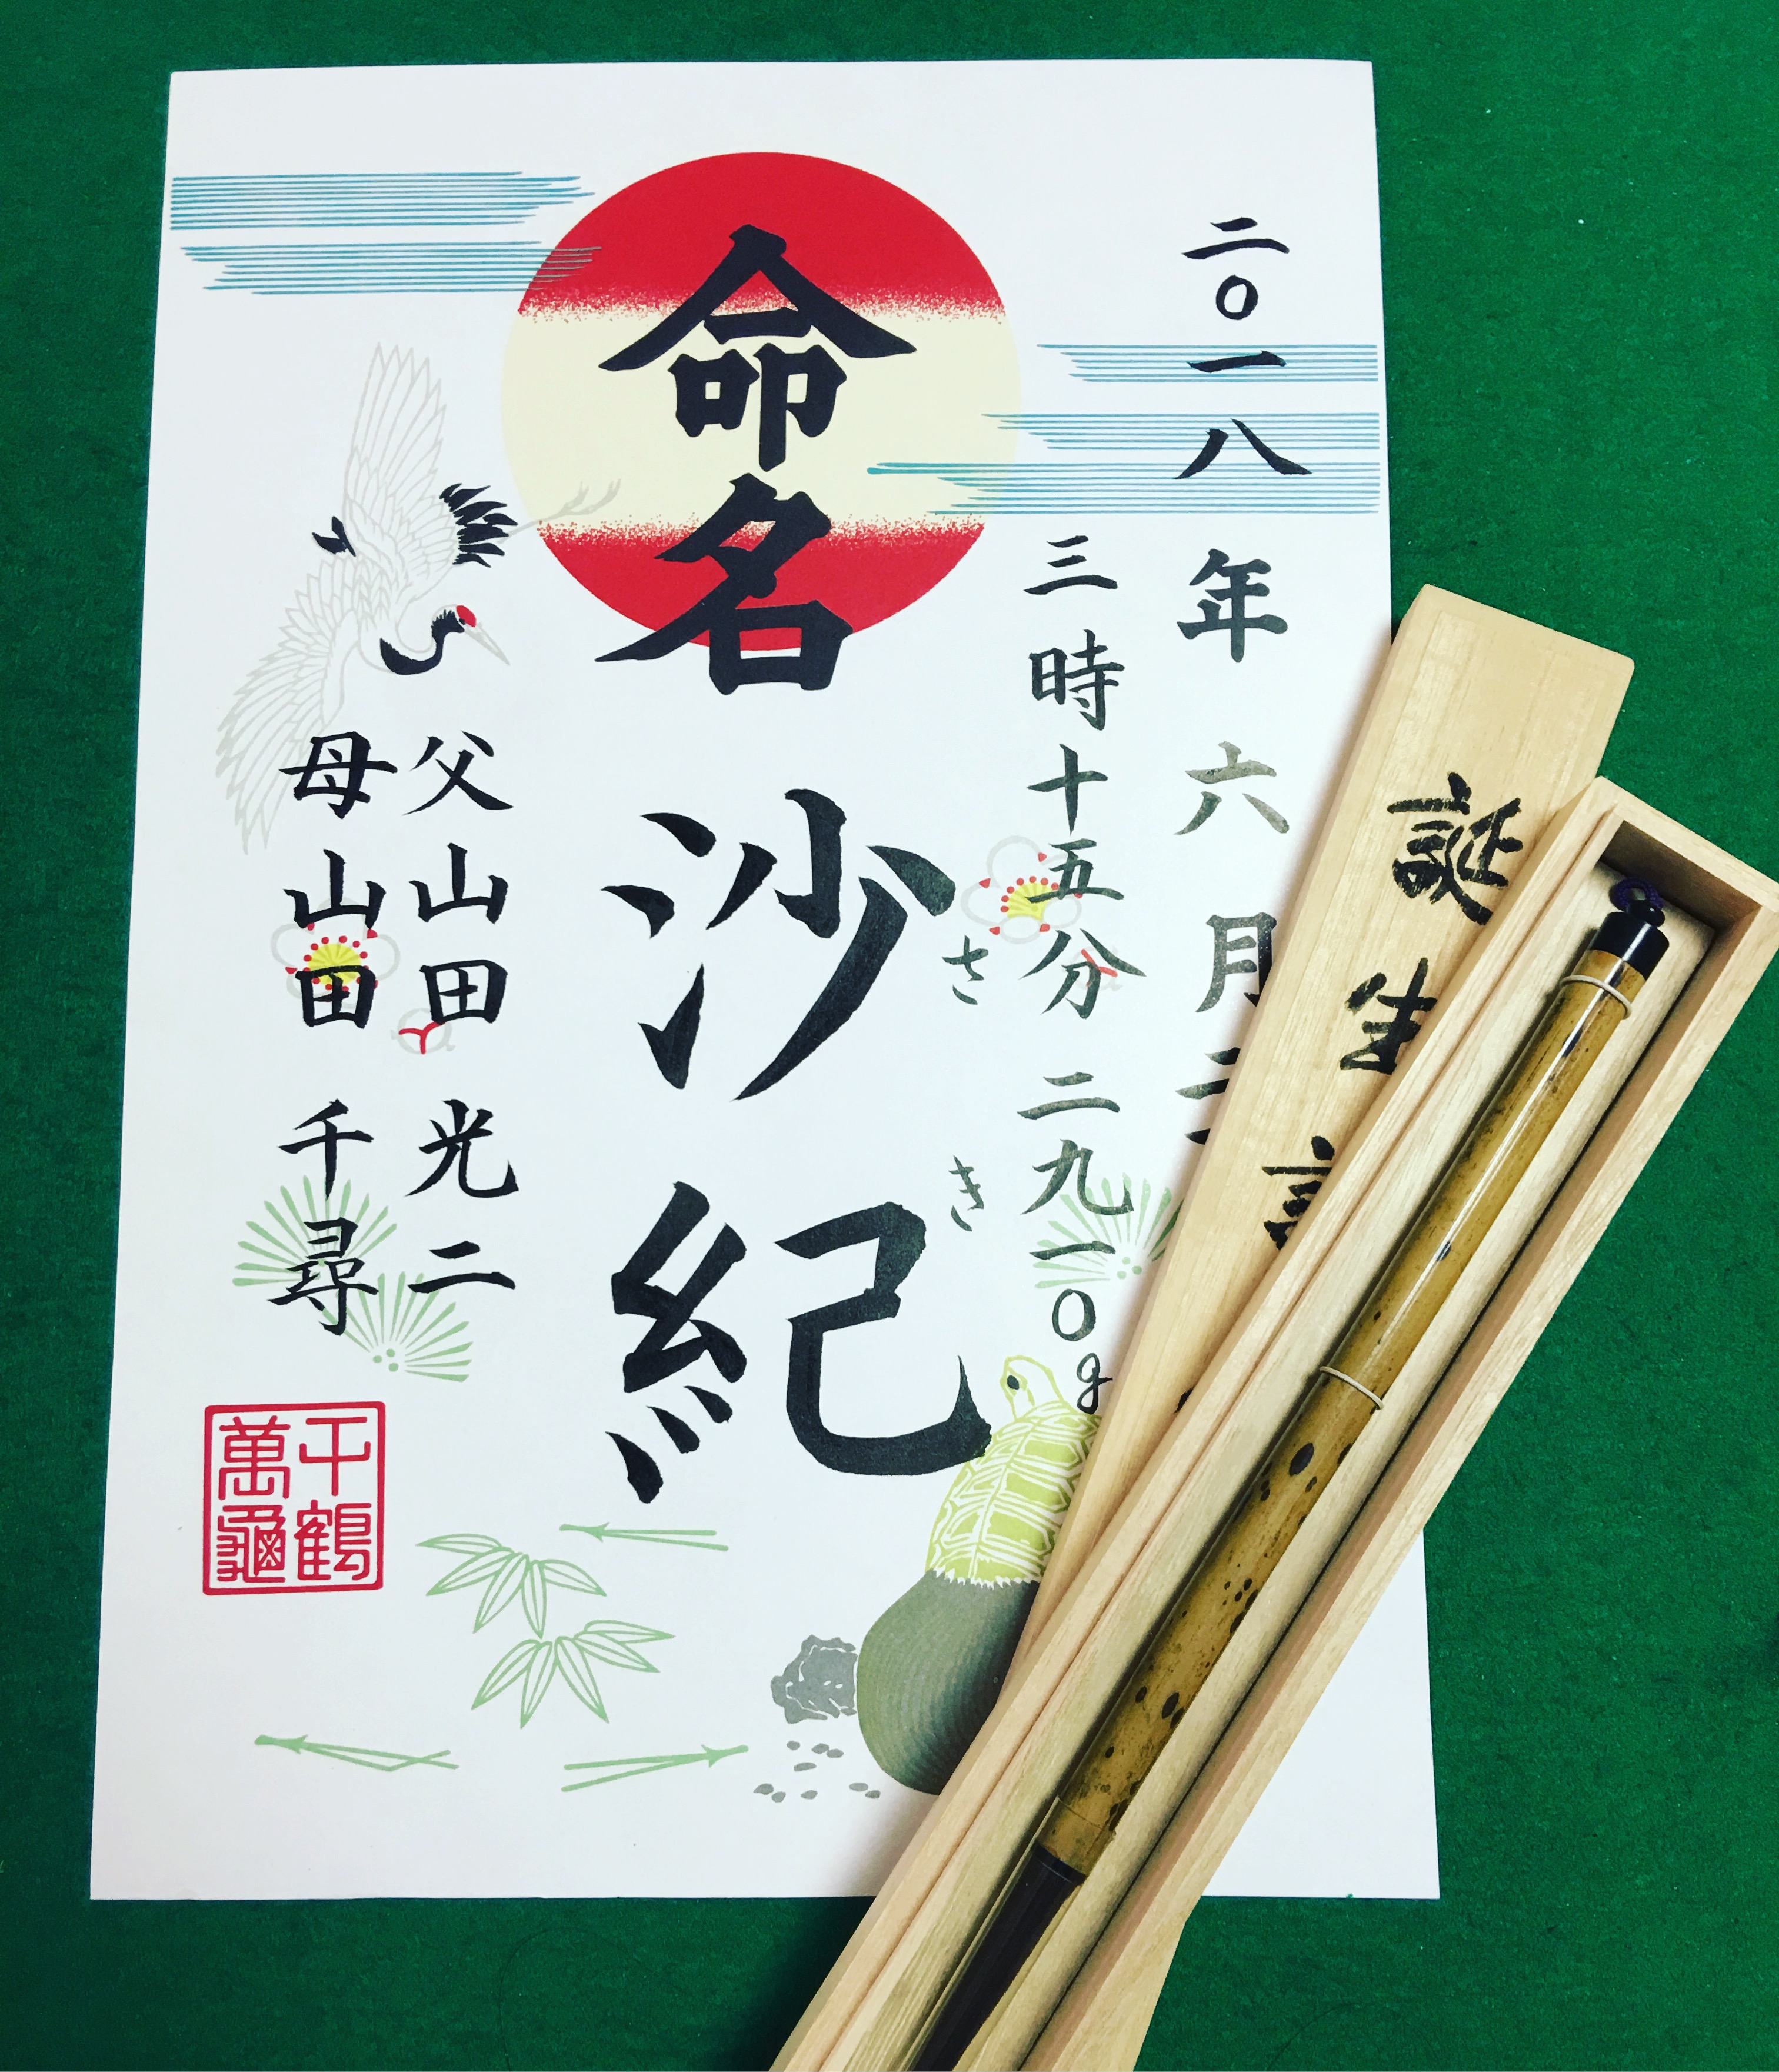 二〇一八年 六月
三時十五分 二九一〇g
命名 沙紀
さき
父 山田 光二
母 山田 千尋
千鶴
萬龜
誕生記